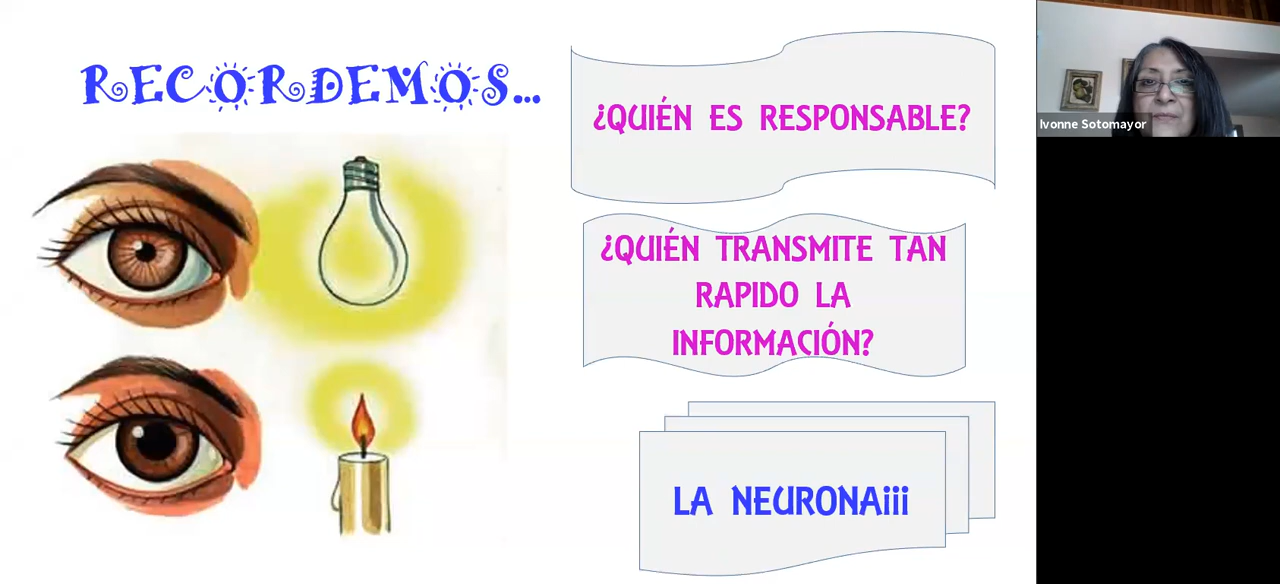 RECORDEMOS...
¿QUIÉN ES RESPONSABLE?
¿QUIÉN TRANSMITE TAN
RAPIDO LA
INFORMACIÓN?
LA NEURONA¡¡¡
Ivonne Sotomayor